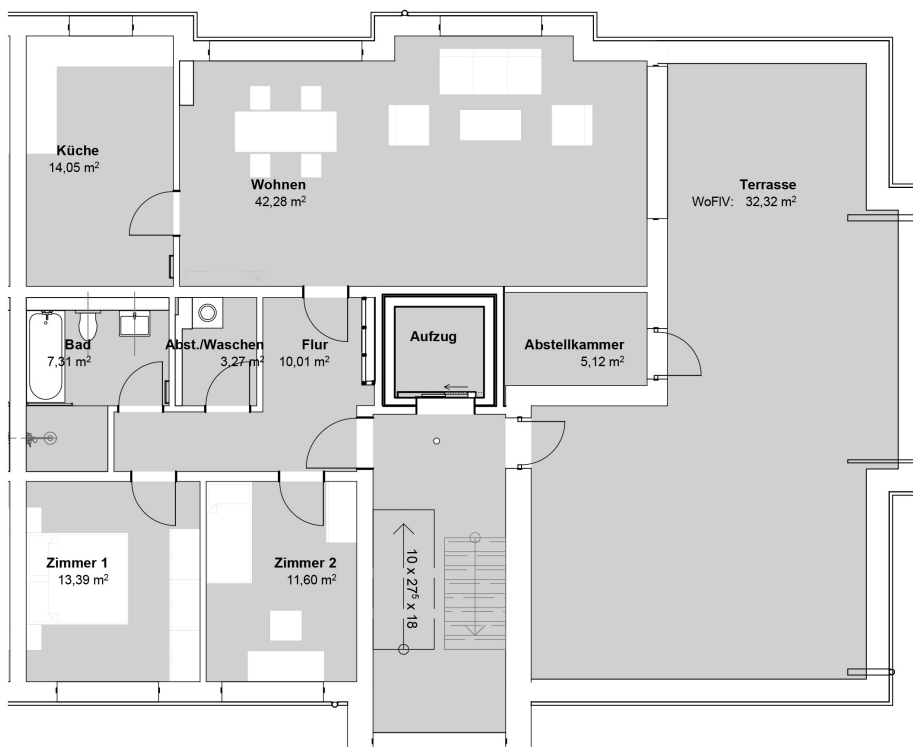 Küche
14,05 m²
Wohnen
42,28 m²
Terrasse
WoFIV: 32,32 m²
Bad
7,31 m²
Abst./Waschen
3,27 m²
Flur
10,01 m²
Aufzug
Abstellkammer
5,12 m²
Zimmer 1
13,39 m²
Zimmer 2
11,60 m²
10 x 27⁵ x 18